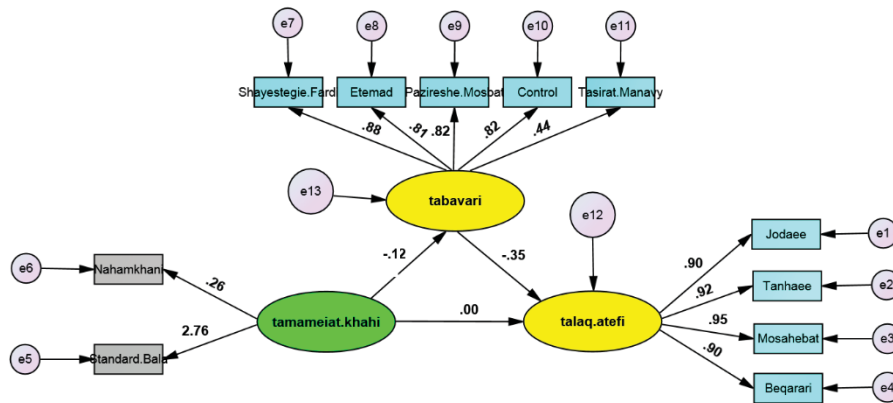 e7
e8
e9
e10
e11
Shayestegie.Fardi
Etemad
Pazireshe.Mosbat
Control
Tasirat.Manavy
.88
.81
.82
.82
.44
e13
tabavari
e12
-.12
-.35
Jodaee
e1
.90
e6
Nahamkhani
.26
Tanhaee
e2
.92
tamameiat.khahi
.00
talaq.atefi
.95
Mosahebat
e3
2.76
e5
Standard.Bala
.90
Beqarari
e4